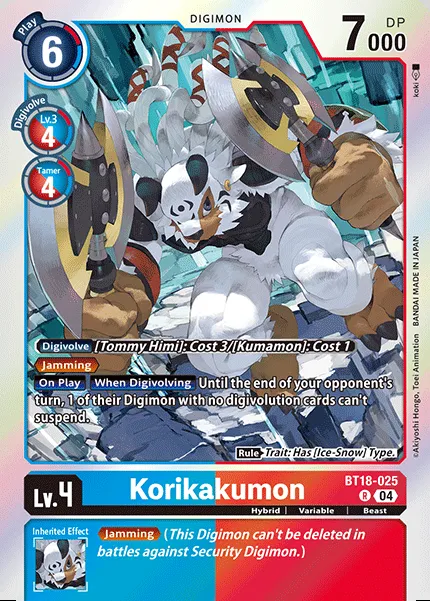 Play
DIGIMON
6
7000 DP
koki
Digivolve
Lv.3
4
Tamer
4
Digivolve [Tommy Himi]: Cost 3/[Kumamon]: Cost 1
Jamming
On Play When Digivolving Until the end of your opponent's
turn, 1 of their Digimon with no digivolution cards can't
suspend.
Rule Trait: Has [Ice-Snow] Type.
©Akiyoshi Hongo, Toei Animation BANDAI MADE IN JAPAN
Lv.4
Korikakumon
BT18-025
R 04
Hybrid | Variable | Beast
Inherited Effect
Jamming (This Digimon can't be deleted in
battles against Security Digimon.)